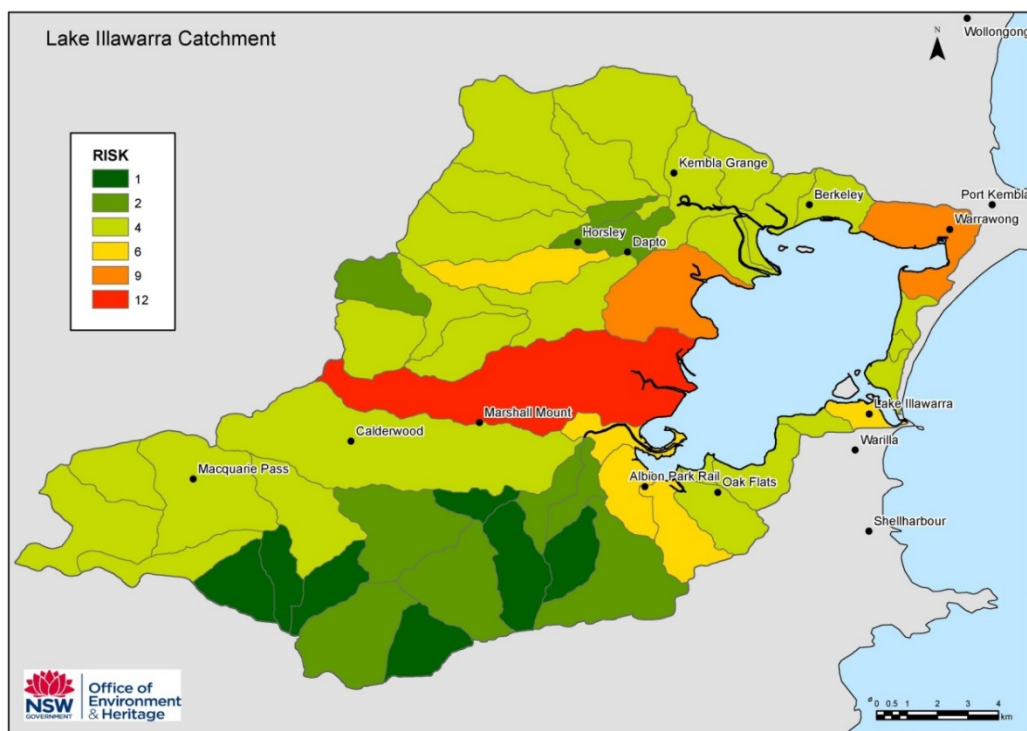 Lake Illawarra Catchment
N
Wollongong
RISK
1
2
4
6
9
12
Kembla Grange
Berkeley
Port Kembla
Warrawong
Horsley
Dapto
Lake Illawarra
Marshall Mount
Calderwood
Warilla
Macquarie Pass
Albion Park Rail
Oak Flats
Shellharbour
NSW
GOVERNMENT
Office of
Environment
& Heritage
0 0.5 1 2 3 4
km